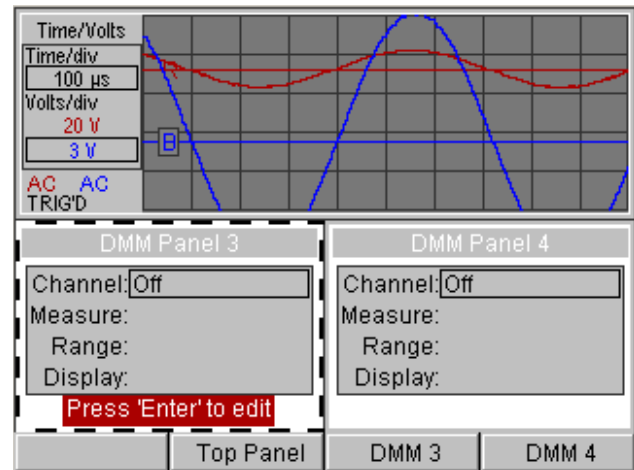 Time/Volts
Time/div
100 µs
Volts/div
20 V
3 V
AC AC
TRIG'D
B
DMM Panel 3
Channel: Off
Measure:
Range:
Display:
Press 'Enter' to edit
DMM Panel 4
Channel: Off
Measure:
Range:
Display:
Top Panel
DMM 3
DMM 4